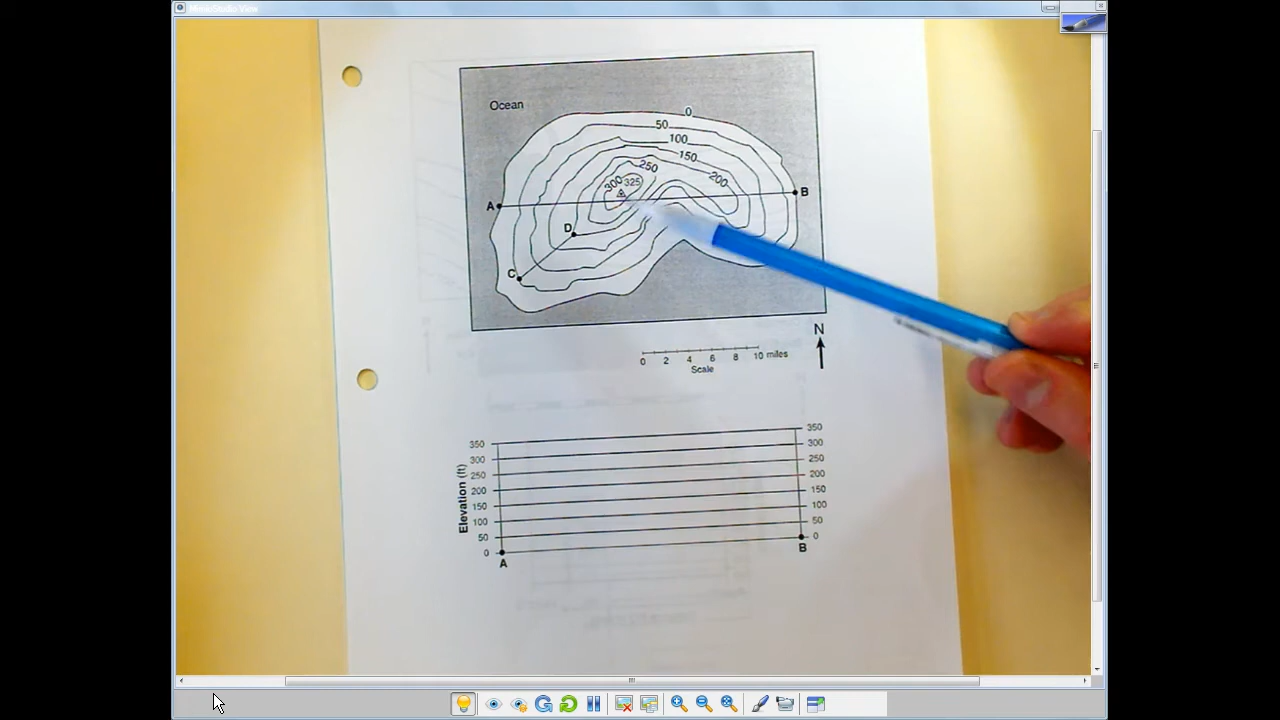 Ocean
0
50
100
150
200
250
300
325
A
B
D
C
N
0 2 4 6 8 10 miles
Scale
Elevation (ft)
350 350
300 300
250 250
200 200
150 150
100 100
50 50
0 0
A B